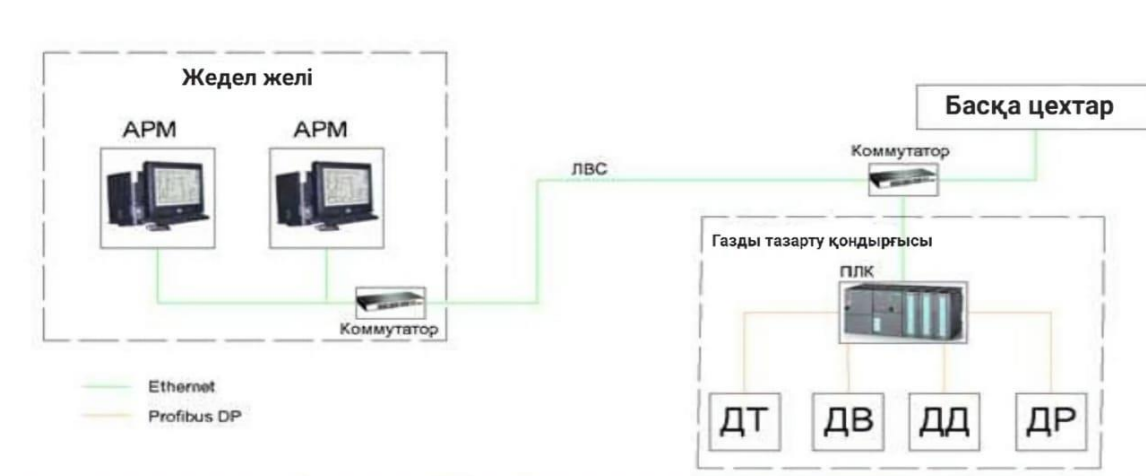 Жедел желі
АРМ
АРМ
Коммутатор
ЛВС
Басқа цехтар
Коммутатор
Газды тазарту қондырғысы
ПЛК
ДТ
ДВ
ДД
ДР
Ethernet
Profibus DP